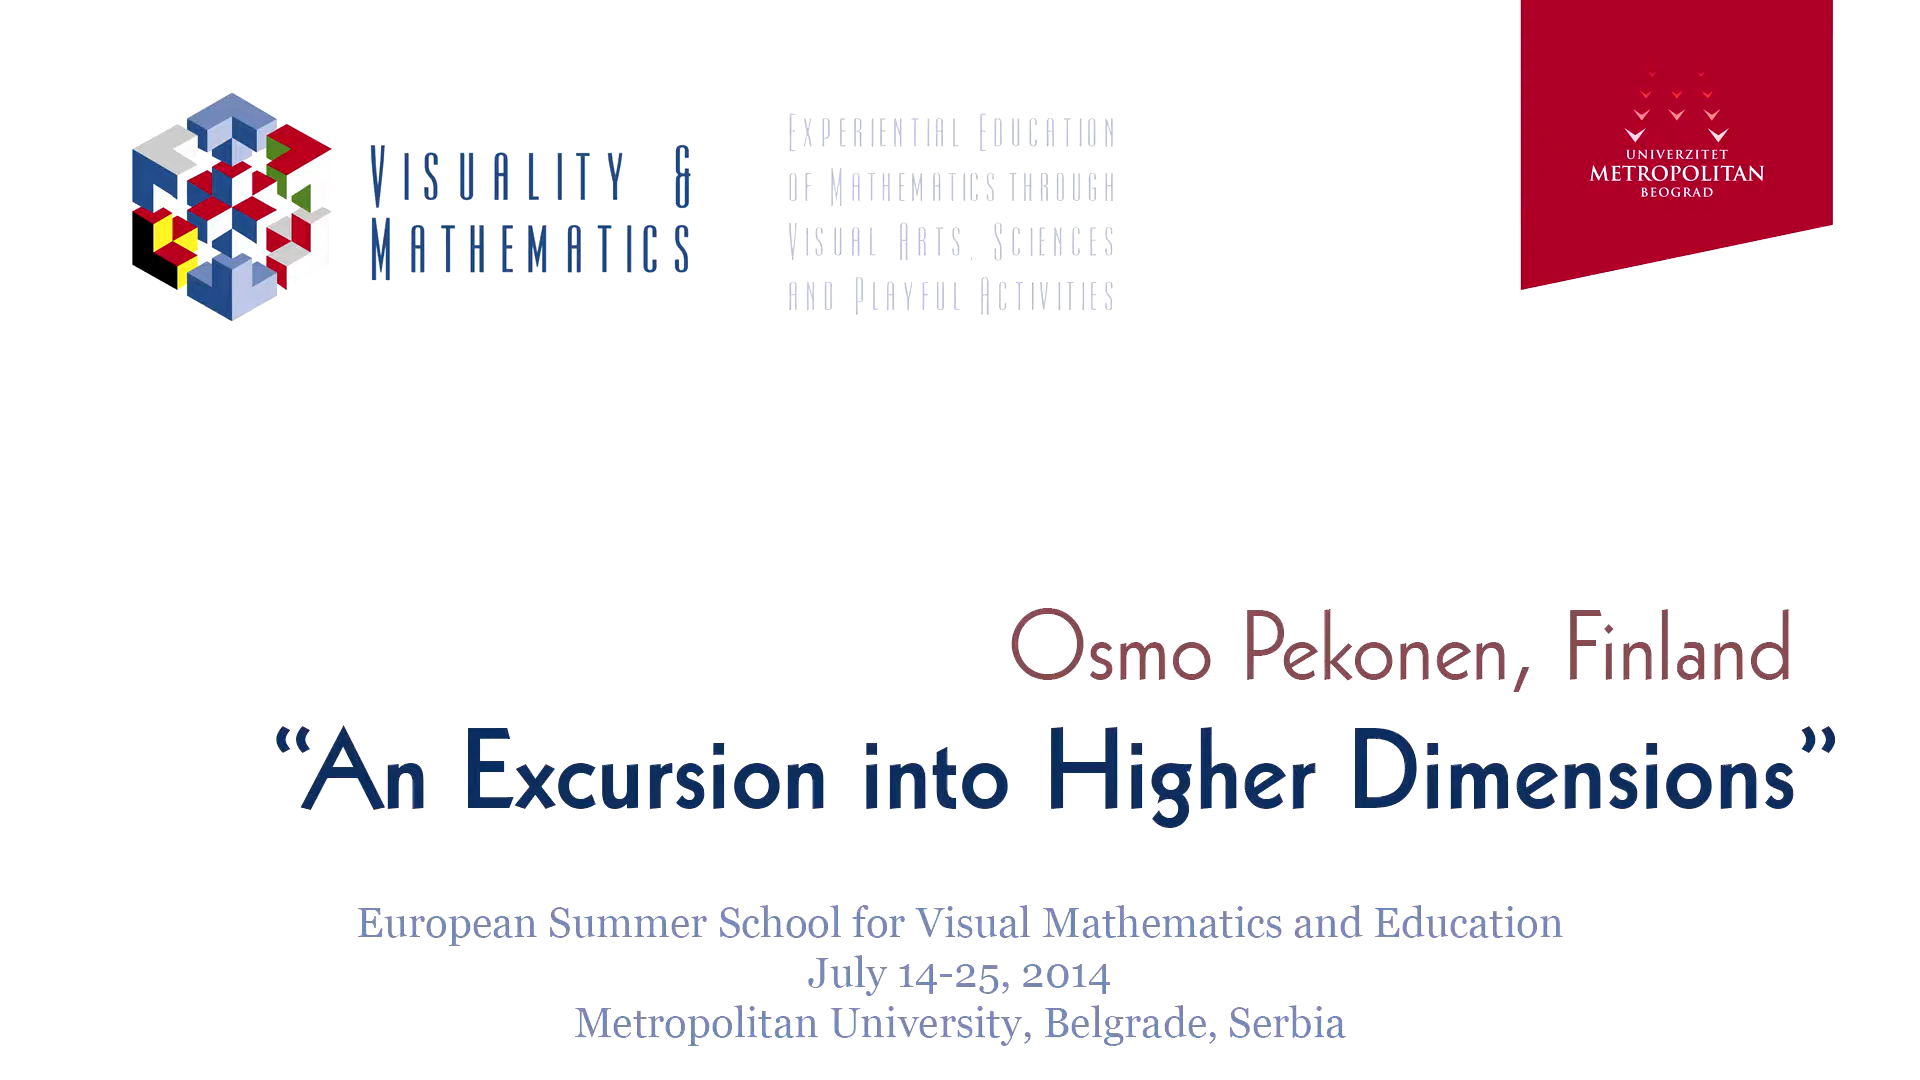 Visuality &
Mathematics
Experiential Education
of Mathematics through
Visual Arts, Sciences
and Playful Activities
UNIVERZITET
METROPOLITAN
BEOGRAD
Osmo Pekonen, Finland
“An Excursion into Higher Dimensions”
European Summer School for Visual Mathematics and Education
July 14-25, 2014
Metropolitan University, Belgrade, Serbia